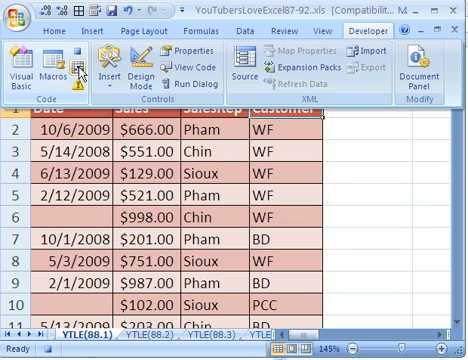 YouTubersLoveExcel87-92..xls [Compatibilit...
Home Insert Page Layout Formulas Data Review View Developer
Visual Basic
Macros
Code
Insert
Design Mode
Properties
View Code
Run Dialog
Controls
Source
Map Properties
Expansion Packs
Refresh Data
Import
Export
XML
Document Panel
Modify
1 Date Sales SalesRep Customer
2 10/6/2009 $666.00 Pham WF
3 5/14/2008 $551.00 Chin WF
4 6/13/2009 $129.00 Sioux WF
5 2/12/2009 $521.00 Pham WF
6 $998.00 Chin WF
7 10/1/2008 $201.00 Pham BD
8 5/3/2009 $751.00 Sioux WF
9 2/1/2009 $987.00 Pham BD
10 $102.00 Sioux PCC
11 5/13/2009 $203.00 Chin BD
YTLE(88.1) YTLE(88.2) YTLE(88.3) YTLE
Ready 145%